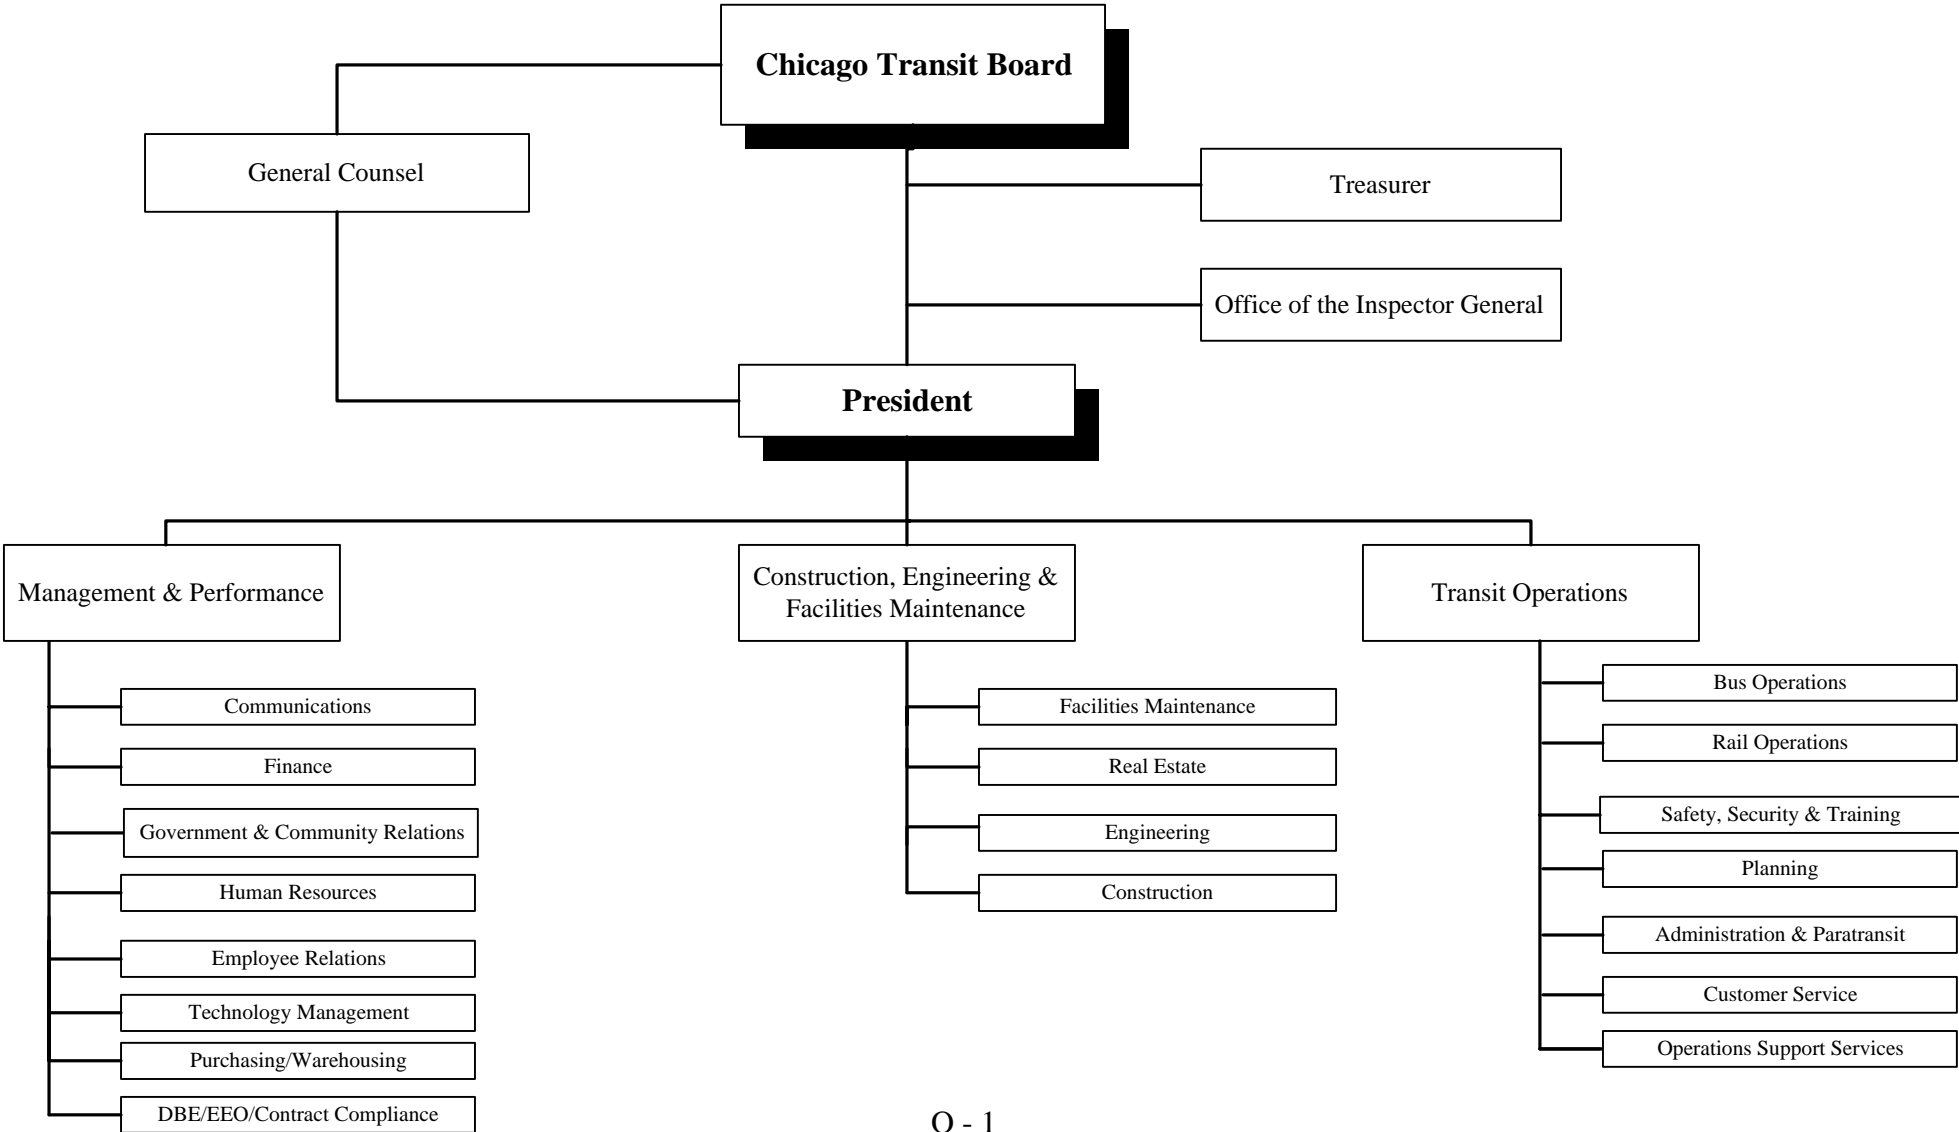 Chicago Transit Board
General Counsel
Treasurer
Office of the Inspector General
President
Management & Performance
Construction, Engineering &
Facilities Maintenance
Transit Operations
Communications
Finance
Government & Community Relations
Human Resources
Employee Relations
Technology Management
Purchasing/Warehousing
DBE/EEO/Contract Compliance
Facilities Maintenance
Real Estate
Engineering
Construction
Bus Operations
Rail Operations
Safety, Security & Training
Planning
Administration & Paratransit
Customer Service
Operations Support Services
O - 1